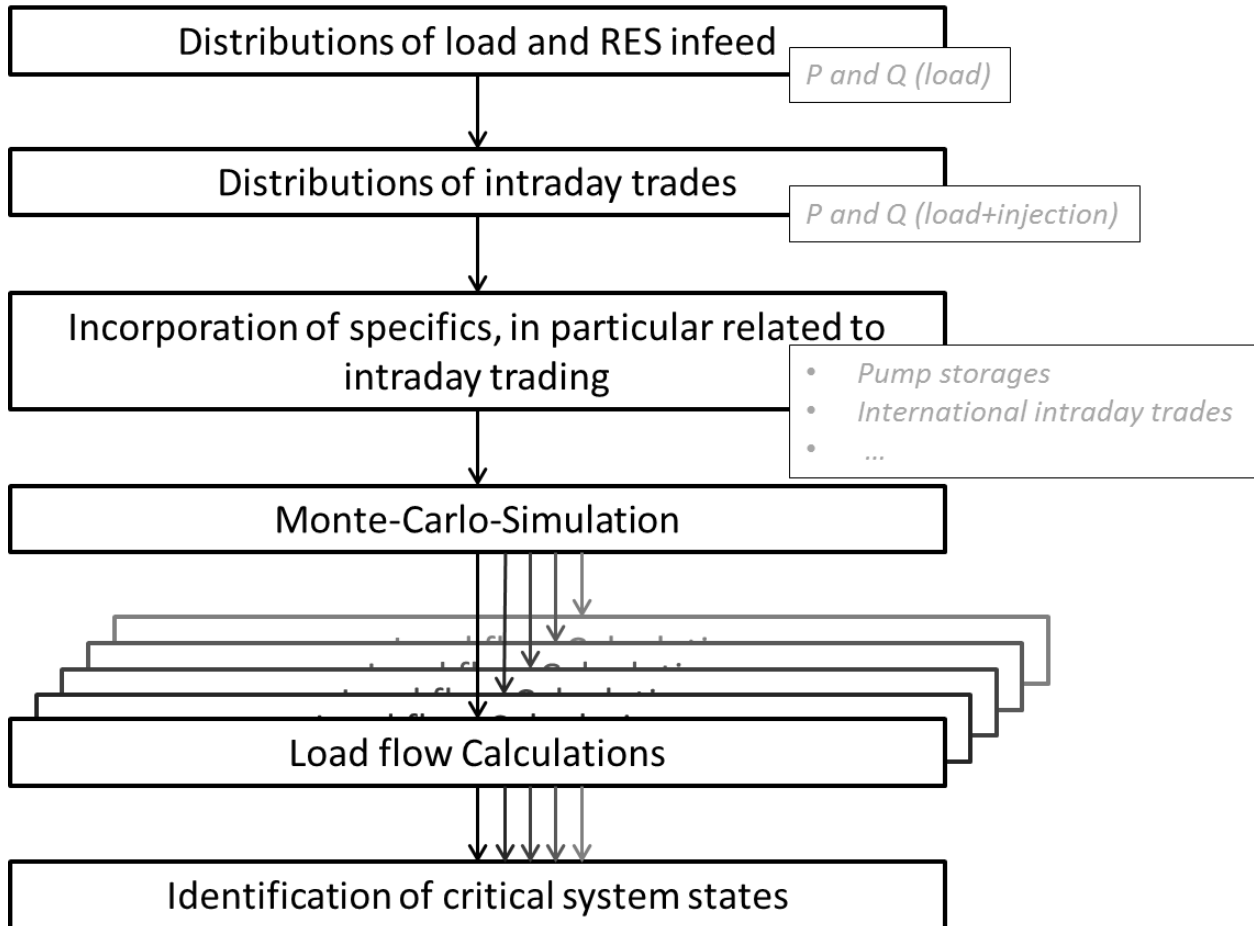 Distributions of load and RES infeed
P and Q (load)
Distributions of intraday trades
P and Q (load+injection)
Incorporation of specifics, in particular related to
intraday trading
• Pump storages
• International intraday trades
• ...
Monte-Carlo-Simulation
Load flow Calculations
Identification of critical system states